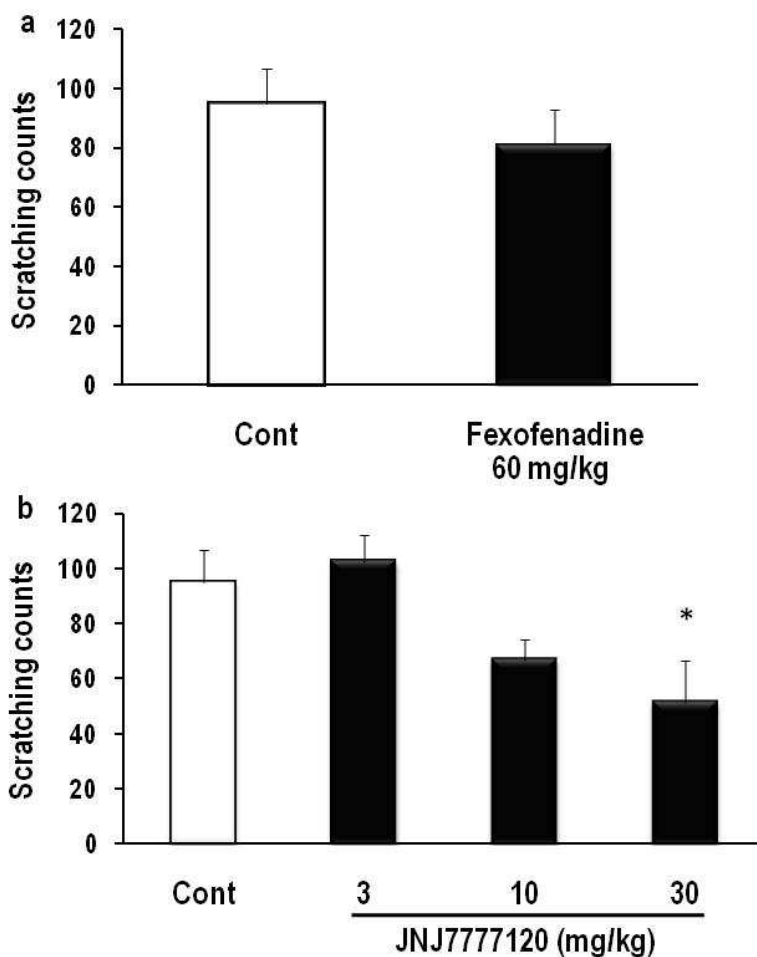 a
Scratching counts
120
100
80
60
40
20
0
Cont
Fexofenadine
60 mg/kg
b
Scratching counts
120
100
80
60
40
20
0
*
Cont 3 10 30
JNJ7777120 (mg/kg)